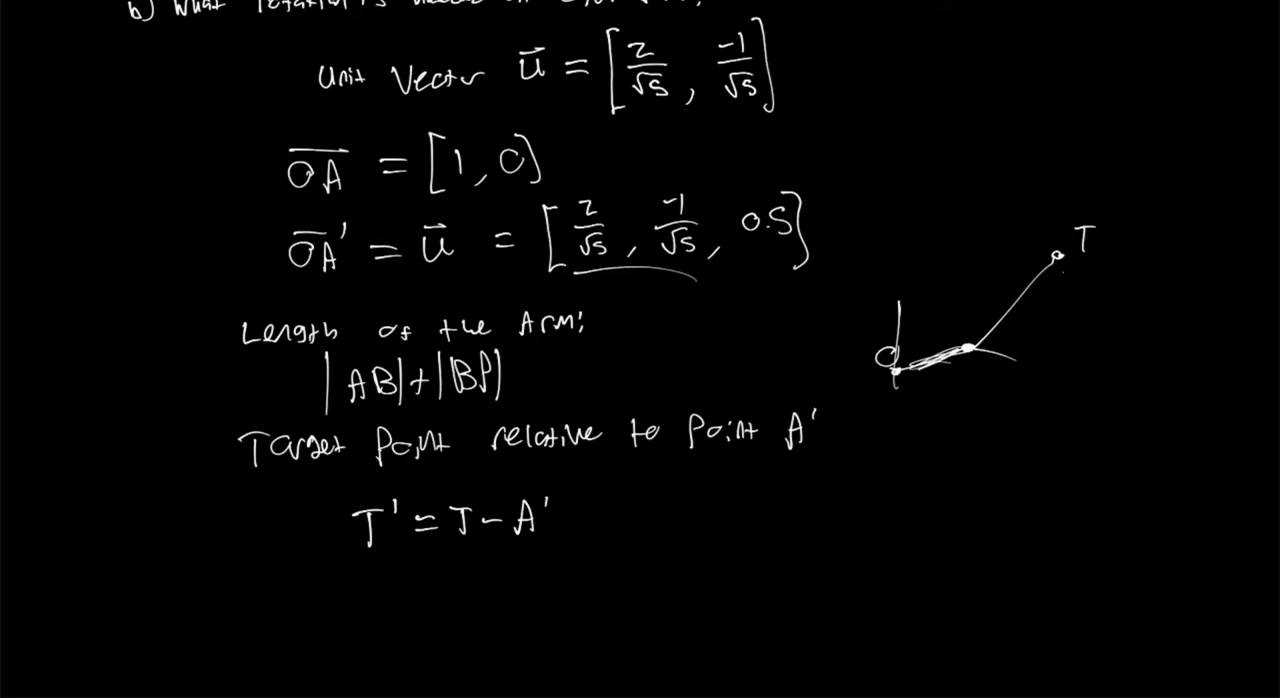 b) What
Unit Vector u⃗ = [2/√5, -1/√5]
OA = [1, 0]
OA' = u⃗ = [2/√5, -1/√5, 0.5]
T
d
Length of the Arm:
|AB|+|BP|
Target Point relative to Point A'
T' = T - A'